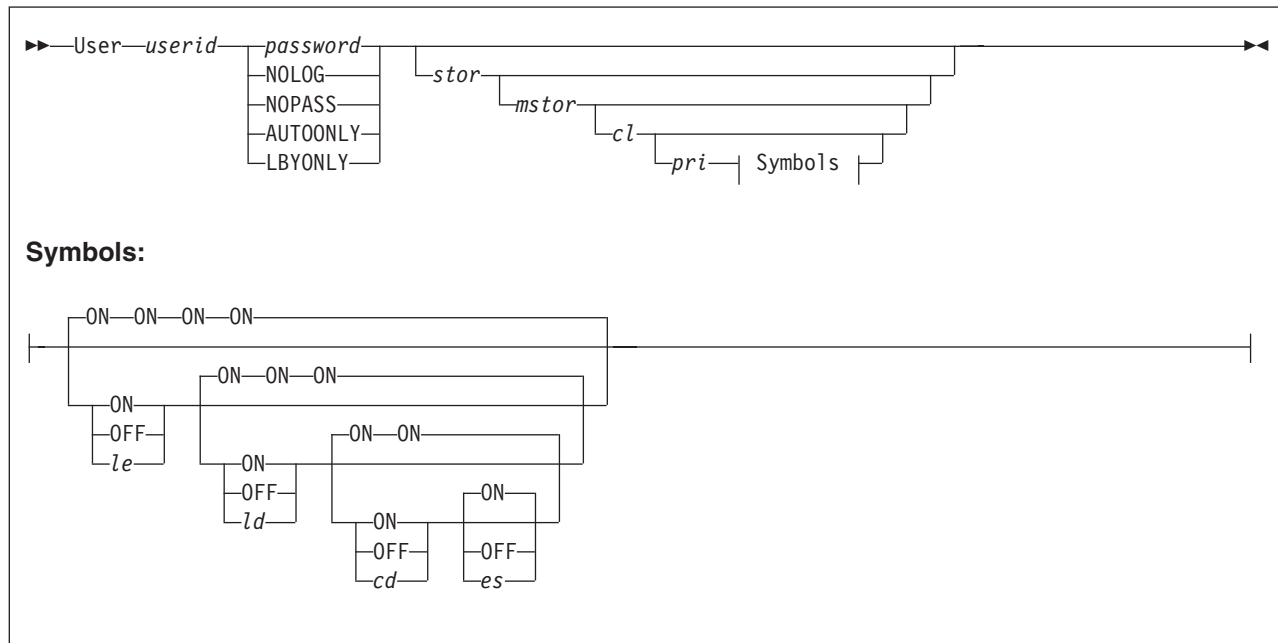 User userid password
NOLOG
NOPASS
AUTOONLY
LBYONLY
stor
mstor
cl
pri Symbols
Symbols:
ON ON ON ON
ON
OFF
le
ON ON ON
ON
OFF
ld
ON ON
ON
OFF
cd
ON
OFF
es